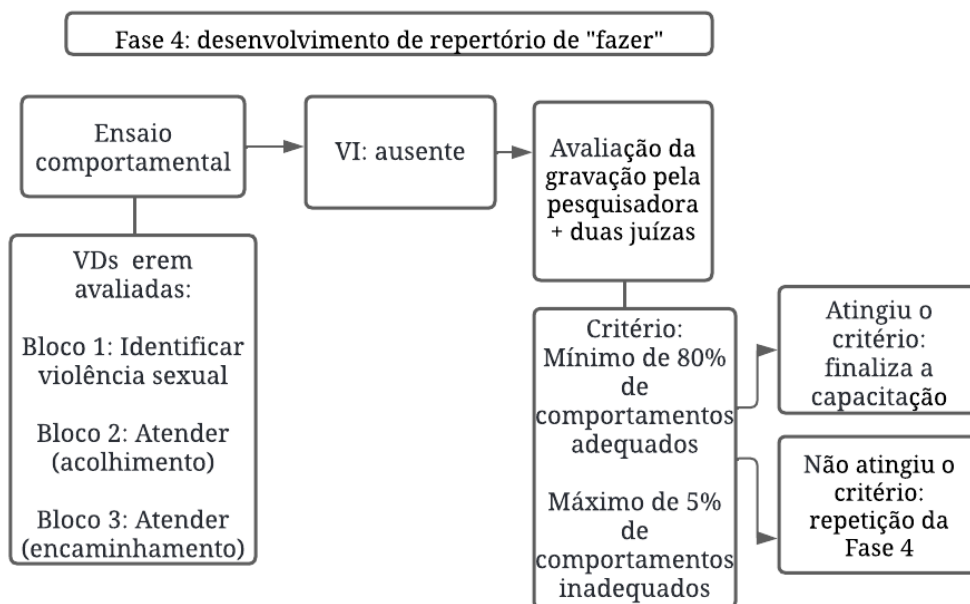 Fase 4: desenvolvimento de repertório de "fazer"
Ensaio
comportamental
VI: ausente
Avaliação da
gravação pela
pesquisadora
+ duas juízas
VDs erem
avaliadas:
Bloco 1: Identificar
violência sexual
Bloco 2: Atender
(acolhimento)
Bloco 3: Atender
(encaminhamento)
Critério:
Mínimo de 80%
de
comportamentos
adequados
Máximo de 5%
de
comportamentos
inadequados
Atingiu o
critério:
finaliza a
capacitação
Não atingiu o
critério:
repetição da
Fase 4